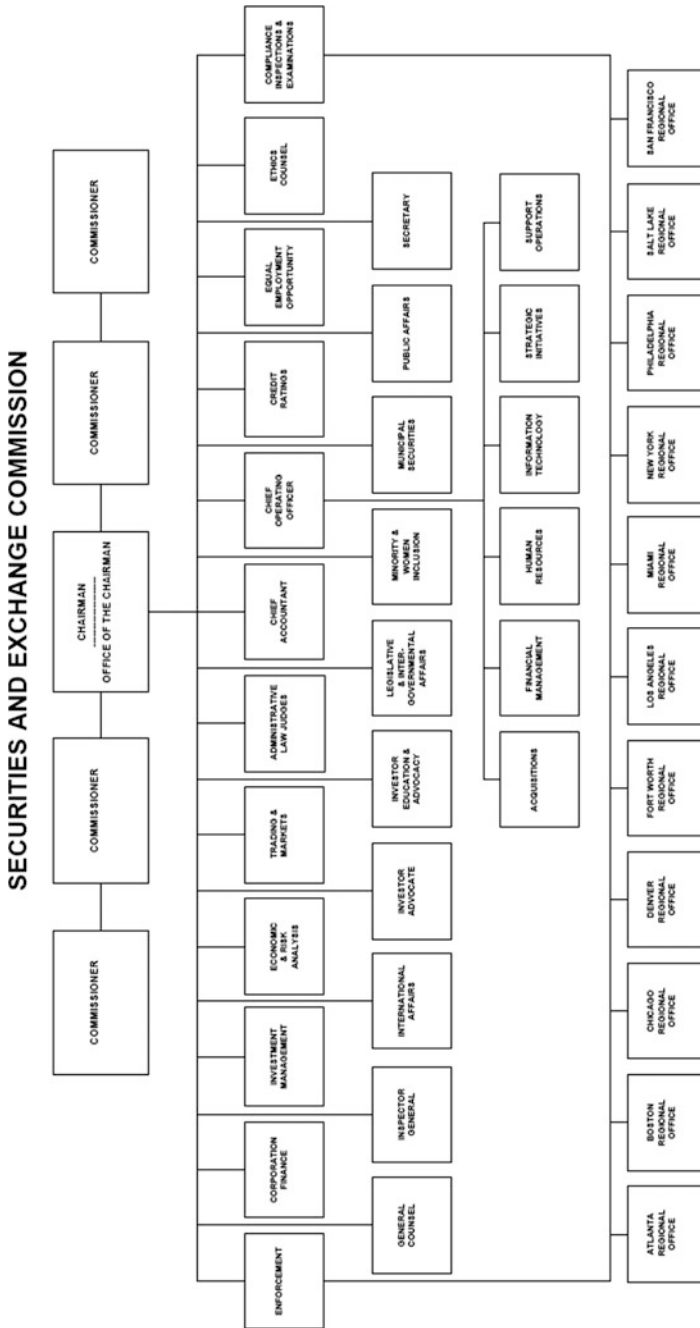 SECURITIES AND EXCHANGE COMMISSION
COMMISSIONER
COMMISSIONER
CHAIRMAN
---------------
OFFICE OF THE CHAIRMAN
COMMISSIONER
COMMISSIONER
ENFORCEMENT
CORPORATION
FINANCE
INVESTMENT
MANAGEMENT
ECONOMIC
& RISK
ANALYSIS
TRADING &
MARKETS
ADMINISTRATIVE
LAW JUDGES
CHIEF
ACCOUNTANT
CHIEF
OPERATING
OFFICER
CREDIT
RATINGS
EQUAL
EMPLOYMENT
OPPORTUNITY
ETHICS
COUNSEL
COMPLIANCE
INSPECTIONS &
EXAMINATIONS
GENERAL
COUNSEL
INSPECTOR
GENERAL
INTERNATIONAL
AFFAIRS
INVESTOR
ADVOCATE
INVESTOR
EDUCATION &
ADVOCACY
LEGISLATIVE
& INTER-
GOVERNMENTAL
AFFAIRS
MINORITY &
WOMEN
INCLUSION
MUNICIPAL
SECURITIES
PUBLIC AFFAIRS
SECRETARY
ACQUISITIONS
FINANCIAL
MANAGEMENT
HUMAN
RESOURCES
INFORMATION
TECHNOLOGY
STRATEGIC
INITIATIVES
SUPPORT
OPERATIONS
ATLANTA
REGIONAL
OFFICE
BOSTON
REGIONAL
OFFICE
CHICAGO
REGIONAL
OFFICE
DENVER
REGIONAL
OFFICE
FORT WORTH
REGIONAL
OFFICE
LOS ANGELES
REGIONAL
OFFICE
MIAMI
REGIONAL
OFFICE
NEW YORK
REGIONAL
OFFICE
PHILADELPHIA
REGIONAL
OFFICE
SALT LAKE
REGIONAL
OFFICE
SAN FRANCISCO
REGIONAL
OFFICE